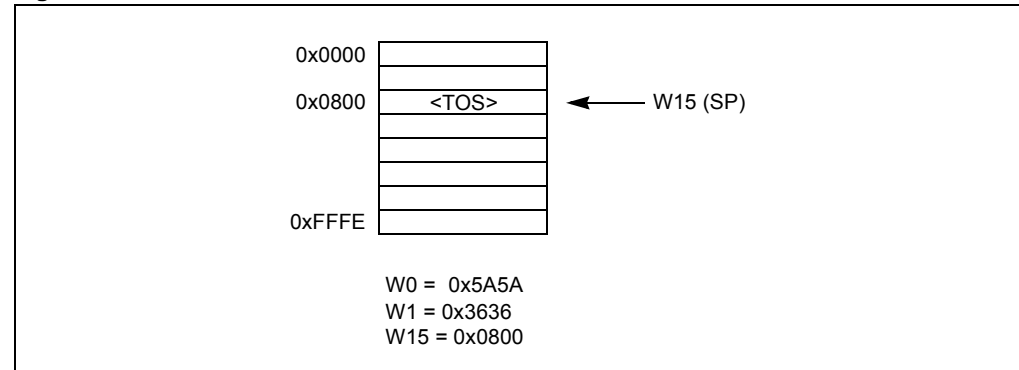 0x0000
0x0800 <TOS> W15 (SP)
0xFFFE
W0 = 0x5A5A
W1 = 0x3636
W15 = 0x0800